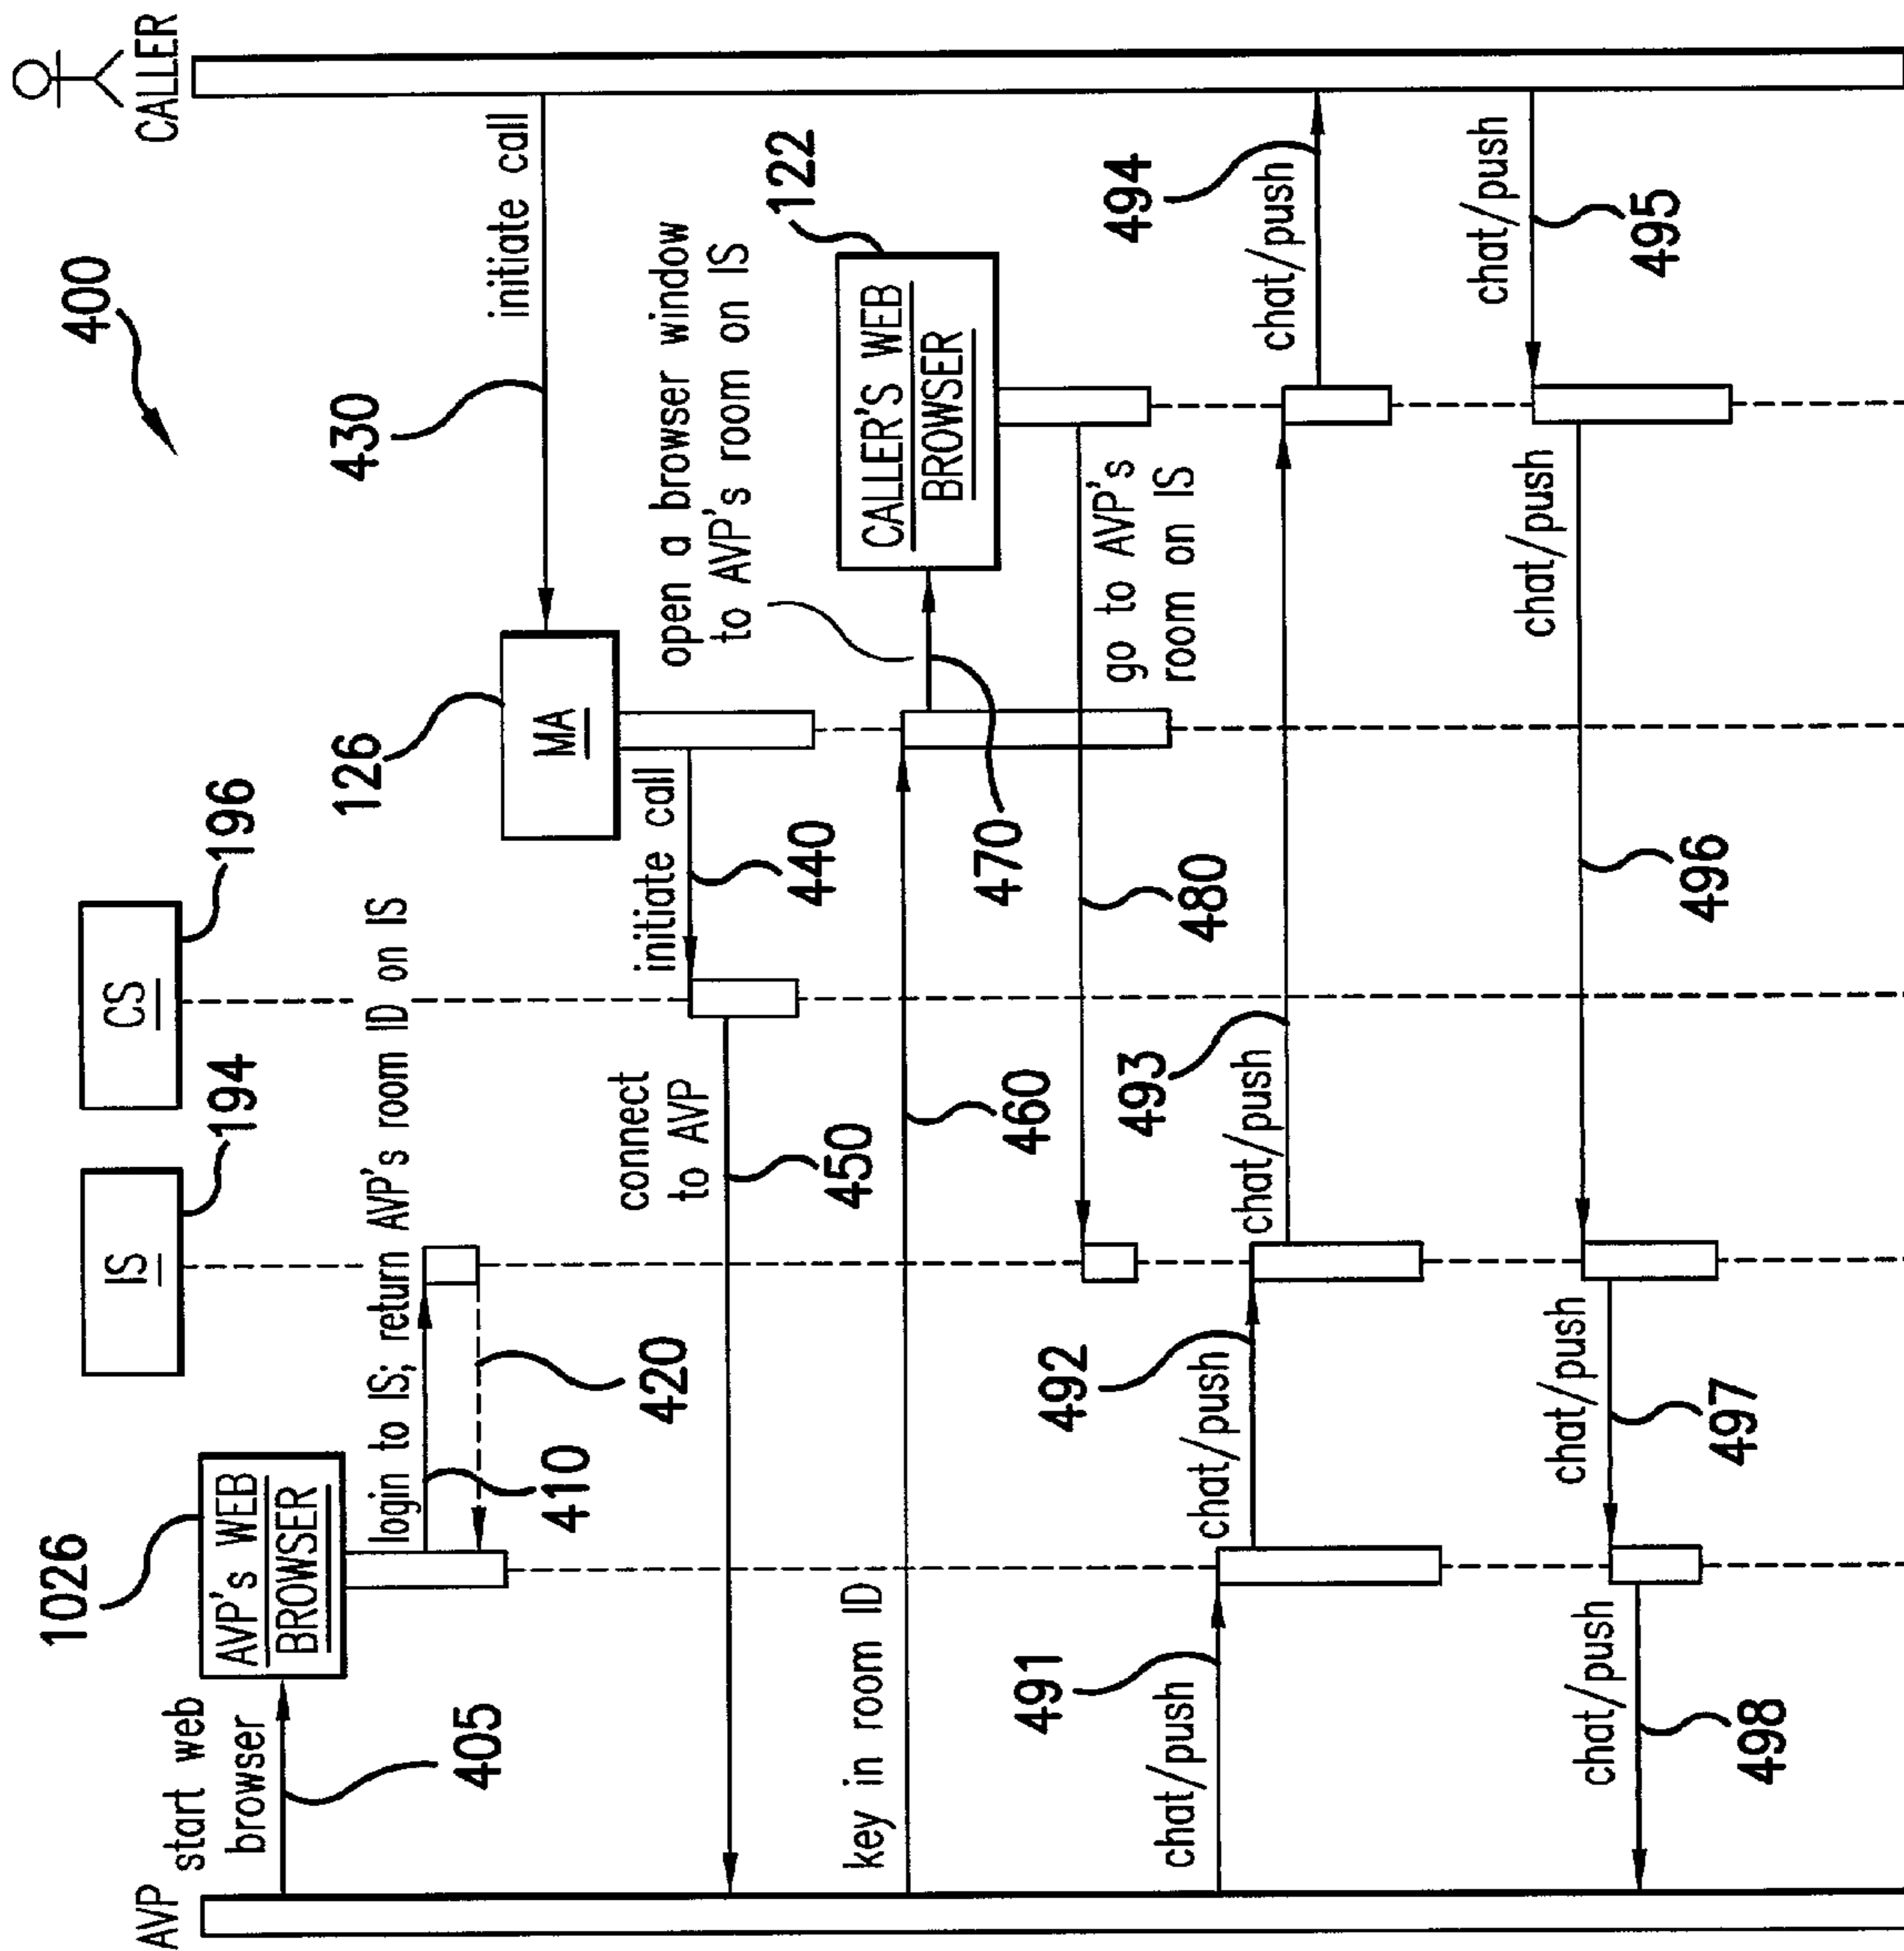 400
AVP
CALLER
start web
browser
405
1026
AVP's WEB
BROWSER
IS
194
CS
196
login to IS; return AVP's room ID on IS
410
420
initiate call
430
126
MA
initiate call
440
connect
to AVP
450
key in room ID
460
open a browser window
to AVP's room on IS
470
122
CALLER'S WEB
BROWSER
go to AVP's
room on IS
480
chat/push
491
chat/push
492
chat/push
493
chat/push
494
chat/push
495
chat/push
496
chat/push
497
chat/push
498